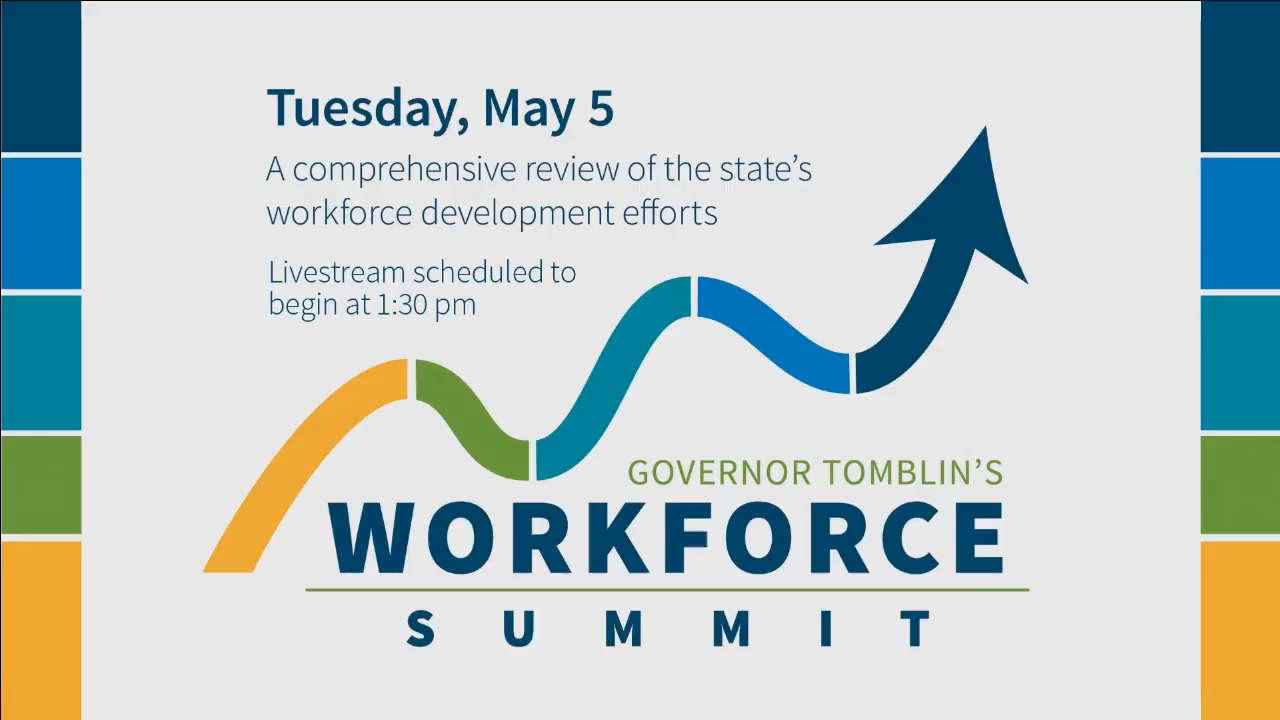 Tuesday, May 5
A comprehensive review of the state’s
workforce development efforts
Livestream scheduled to
begin at 1:30 pm
GOVERNOR TOMBLIN’S
WORKFORCE
SUMMIT